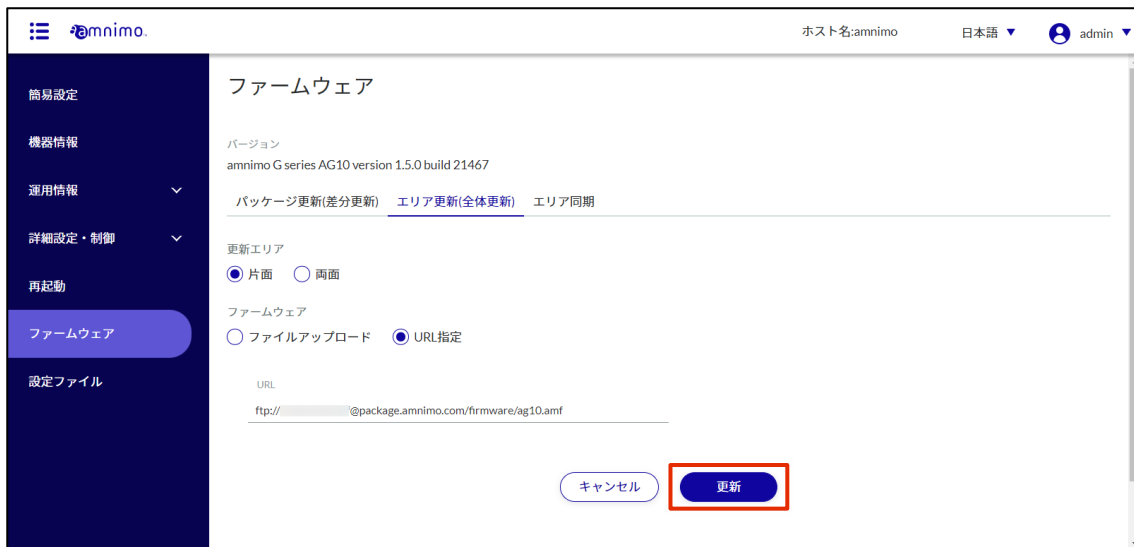 amnimo.
ホスト名:amnimo
日本語 ▼
admin ▼
簡易設定
機器情報
運用情報
詳細設定・制御
再起動
ファームウェア
設定ファイル
ファームウェア
バージョン
amnimo G series AG10 version 1.5.0 build 21467
パッケージ更新(差分更新) エリア更新(全体更新) エリア同期
更新エリア
片面 両面
ファームウェア
ファイルアップロード URL指定
URL
ftp:// @package.amnimo.com/firmware/ag10.amf
キャンセル 更新